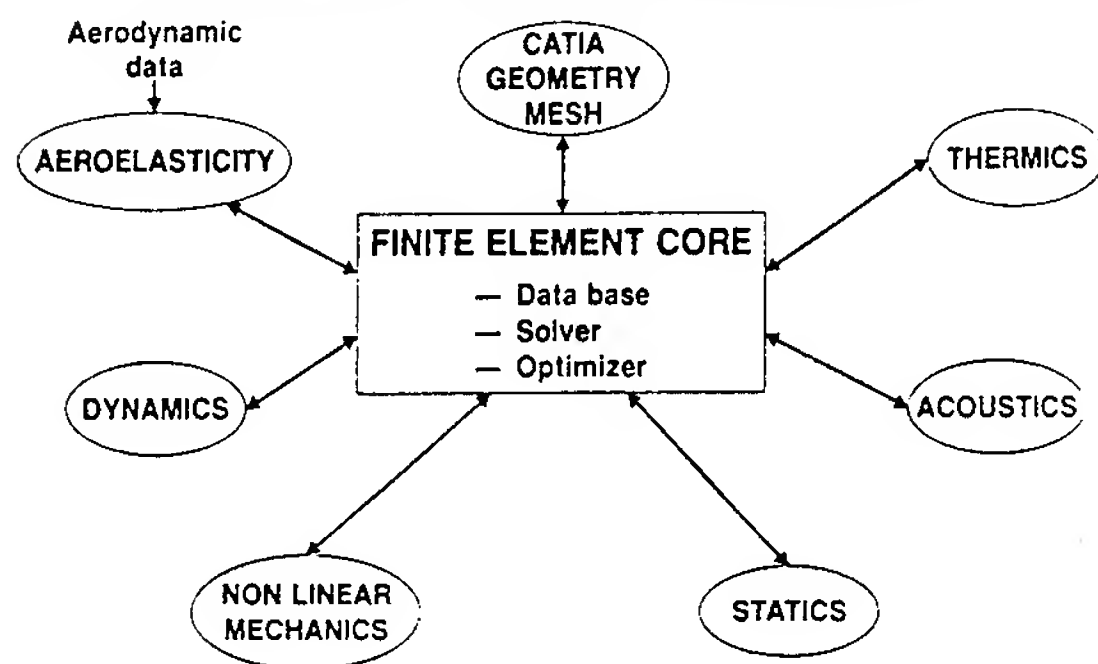 Aerodynamic
data
CATIA
GEOMETRY
MESH
AEROELASTICITY
THERMICS
FINITE ELEMENT CORE
— Data base
— Solver
— Optimizer
DYNAMICS
ACOUSTICS
NON LINEAR
MECHANICS
STATICS